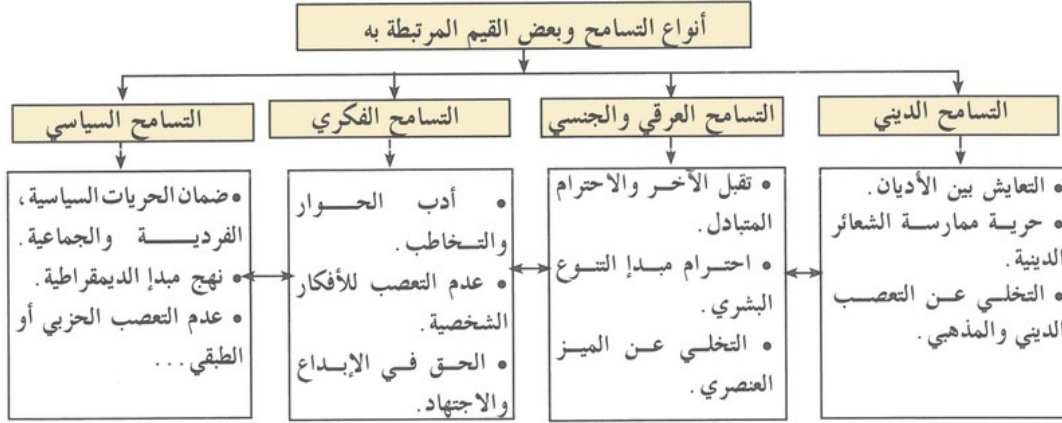 أنواع التسامح وبعض القيم المرتبطة به
التسامح الديني
• التعايش بين الأديان.
• حرية ممارسة الشعائر
الدينية.
• التخلي عن التعصب
الديني والمذهبي.
التسامح العرقي والجنسي
• تقبل الآخر والاحترام
المتبادل.
• احترام مبدإ التنوع
البشري.
• التخلي عن الميز
العنصري.
التسامح الفكري
• أدب الحوار
والتخاطب.
• عدم التعصب للأفكار
الشخصية.
• الحق في الإبداع
والاجتهاد.
التسامح السياسي
• ضمان الحريات السياسية،
الفردية والجماعية.
• نهج مبدإ الديمقراطية.
• عدم التعصب الحزبي أو
الطبقي...